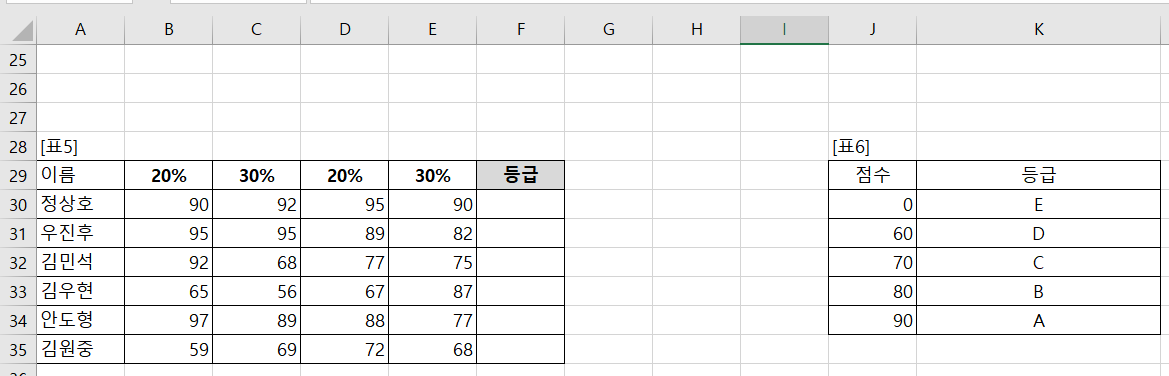 A B C D E F G H I J K
25
26
27
28 [표5] [표6]
29 이름 20% 30% 20% 30% 등급 점수 등급
30 정상호 90 92 95 90 0 E
31 우진후 95 95 89 82 60 D
32 김민석 92 68 77 75 70 C
33 김우현 65 56 67 87 80 B
34 안도형 97 89 88 77 90 A
35 김원중 59 69 72 68